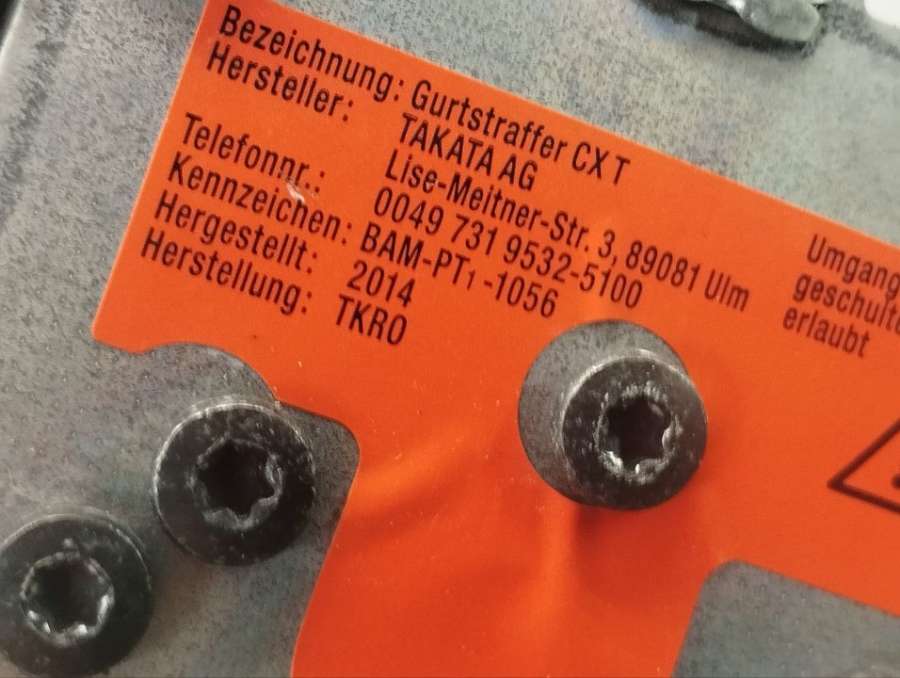 Bezeichnung: Gurtstraffer CX T
Hersteller: TAKATA AG
Lise-Meitner-Str. 3, 89081 Ulm
Telefonnr.: 0049 731 9532-5100
Kennzeichen: BAM-PT1-1056
Hergestellt: 2014
Herstellung: TKRO
Umgang
geschulte
erlaubt